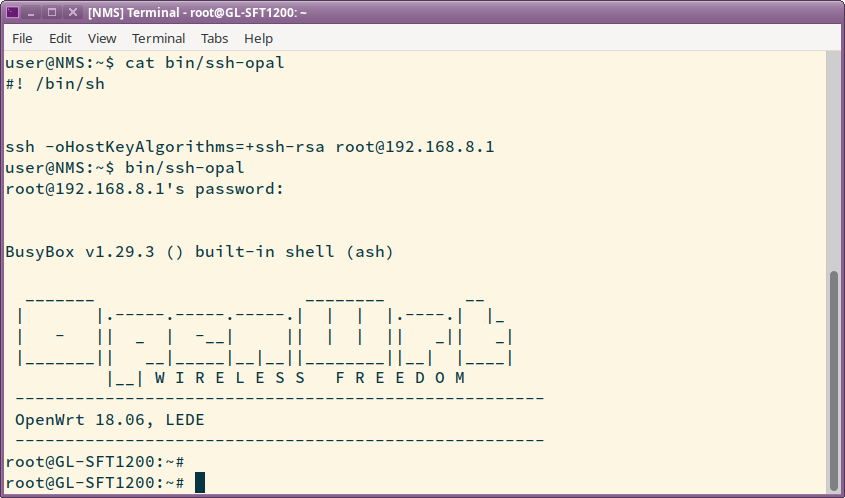 [NMS] Terminal - root@GL-SFT1200: ~
File Edit View Terminal Tabs Help
user@NMS:~$ cat bin/ssh-opal
#! /bin/sh
ssh -oHostKeyAlgorithms=+ssh-rsa root@192.168.8.1
user@NMS:~$ bin/ssh-opal
root@192.168.8.1's password:
BusyBox v1.29.3 () built-in shell (ash)
  _______                     ________        __
 |       |.-----.-----.-----.|  |  |  |.----.|  |_
 |   -   ||  _  |  -__|     ||  |  |  ||   _||   _|
 |_______||   __|_____|__|__||________||__|  |____|
          |__| W I R E L E S S   F R E E D O M
 -----------------------------------------------------
 OpenWrt 18.06, LEDE
 -----------------------------------------------------
root@GL-SFT1200:~#
root@GL-SFT1200:~#